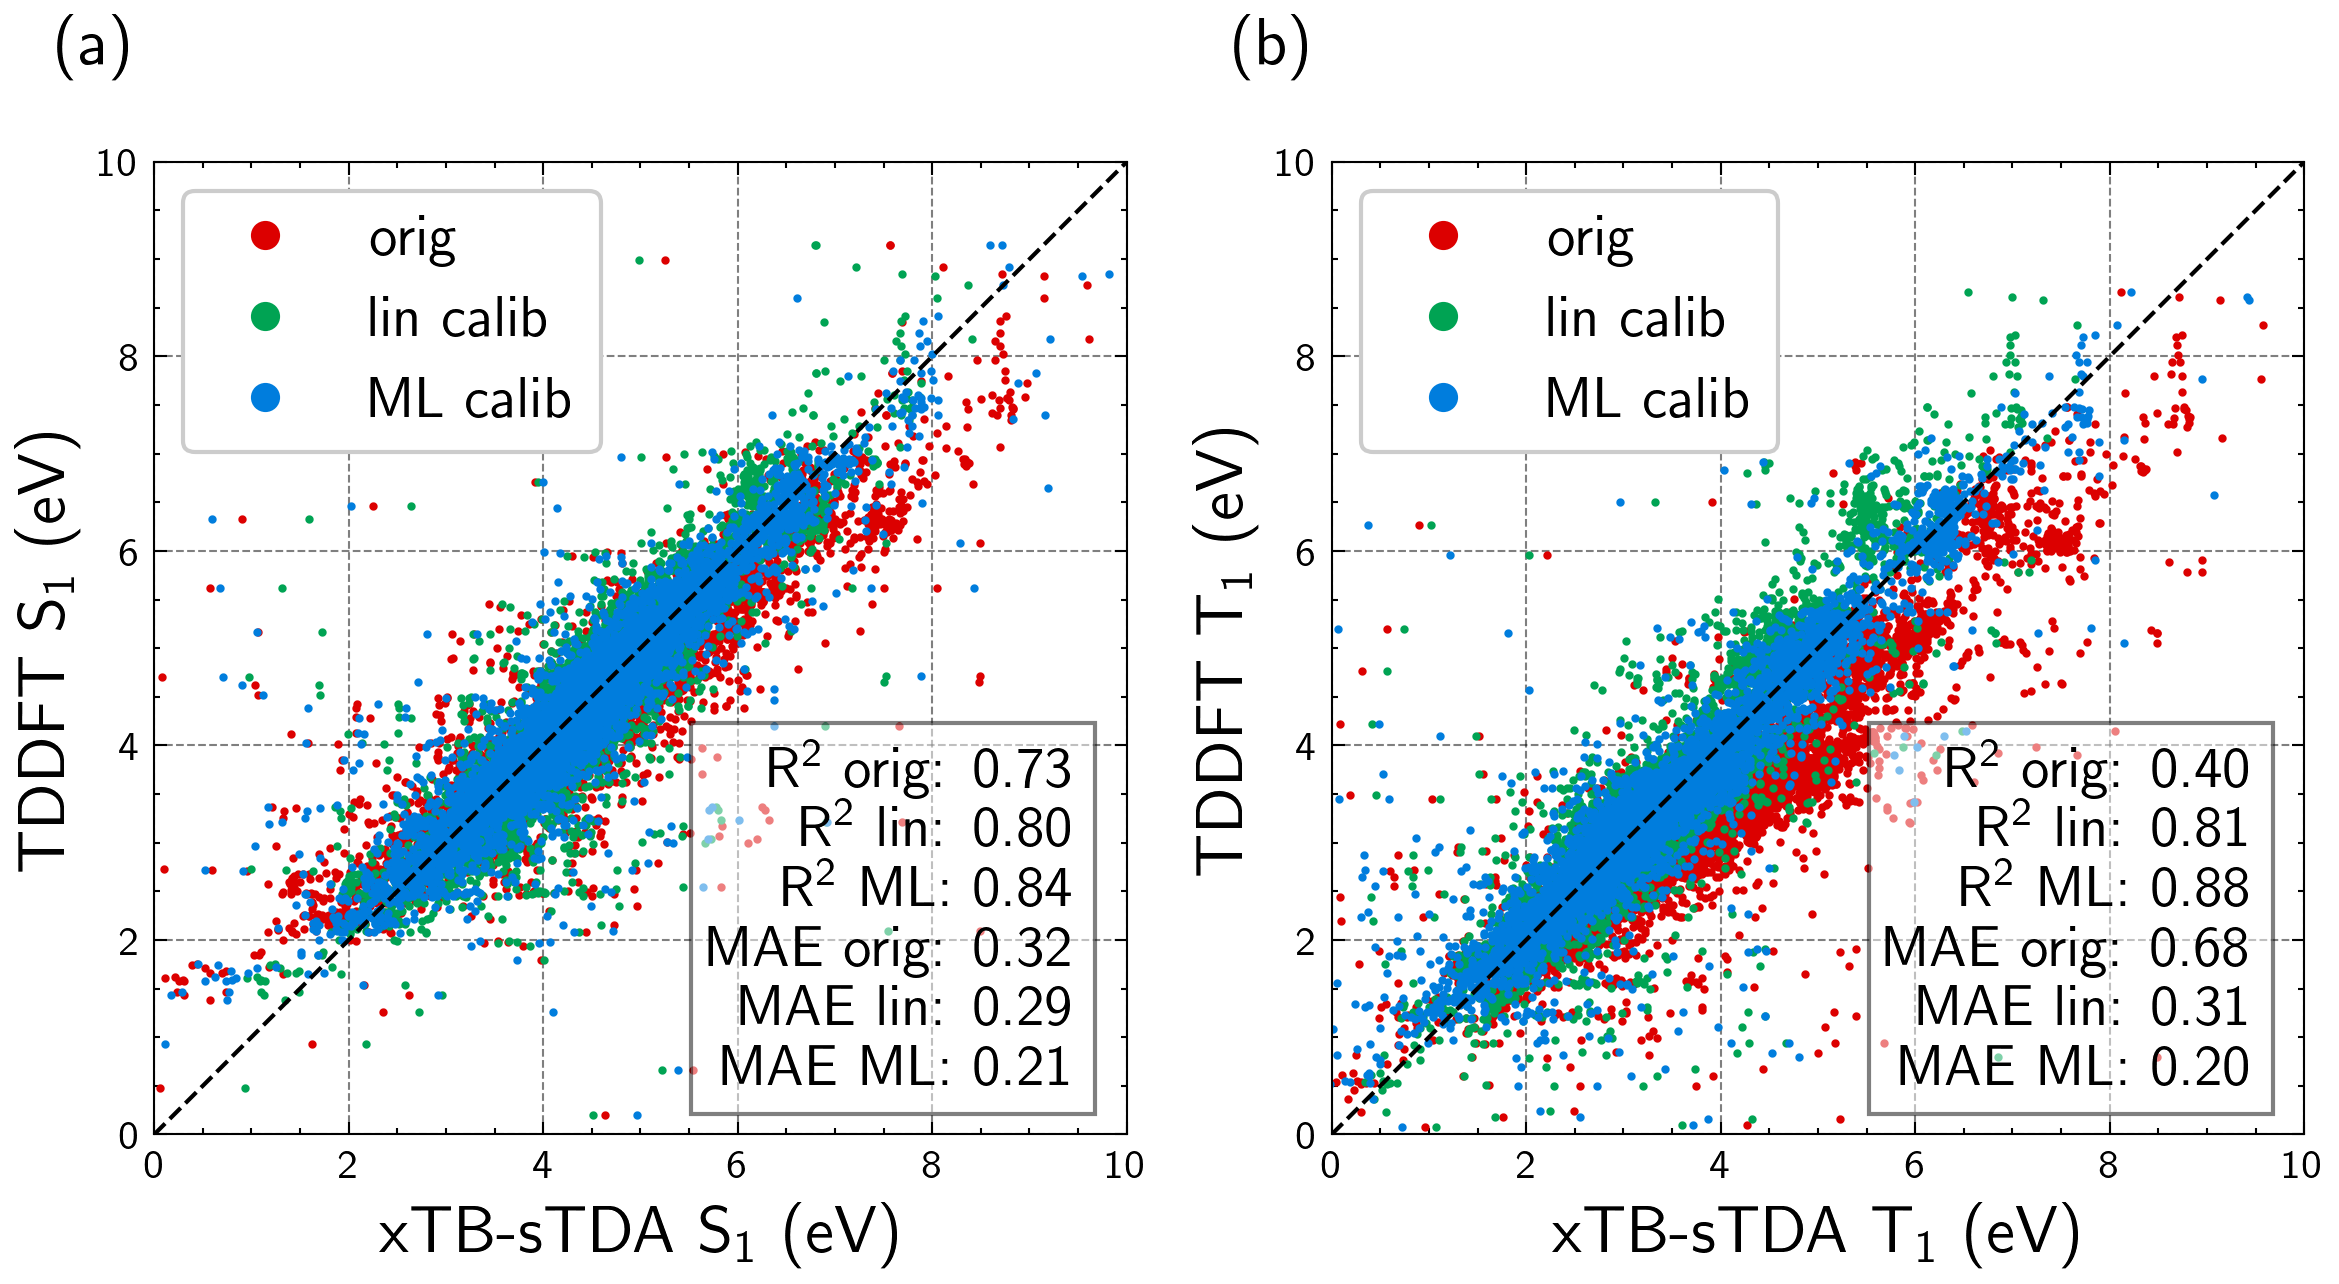 (a)
10
8
6
4
2
0
0 2 4 6 8 10
TDDFT S₁ (eV)
xTB-sTDA S₁ (eV)
orig
lin calib
ML calib
R² orig: 0.73
R² lin: 0.80
R² ML: 0.84
MAE orig: 0.32
MAE lin: 0.29
MAE ML: 0.21
(b)
10
8
6
4
2
0
0 2 4 6 8 10
TDDFT T₁ (eV)
xTB-sTDA T₁ (eV)
orig
lin calib
ML calib
R² orig: 0.40
R² lin: 0.81
R² ML: 0.88
MAE orig: 0.68
MAE lin: 0.31
MAE ML: 0.20